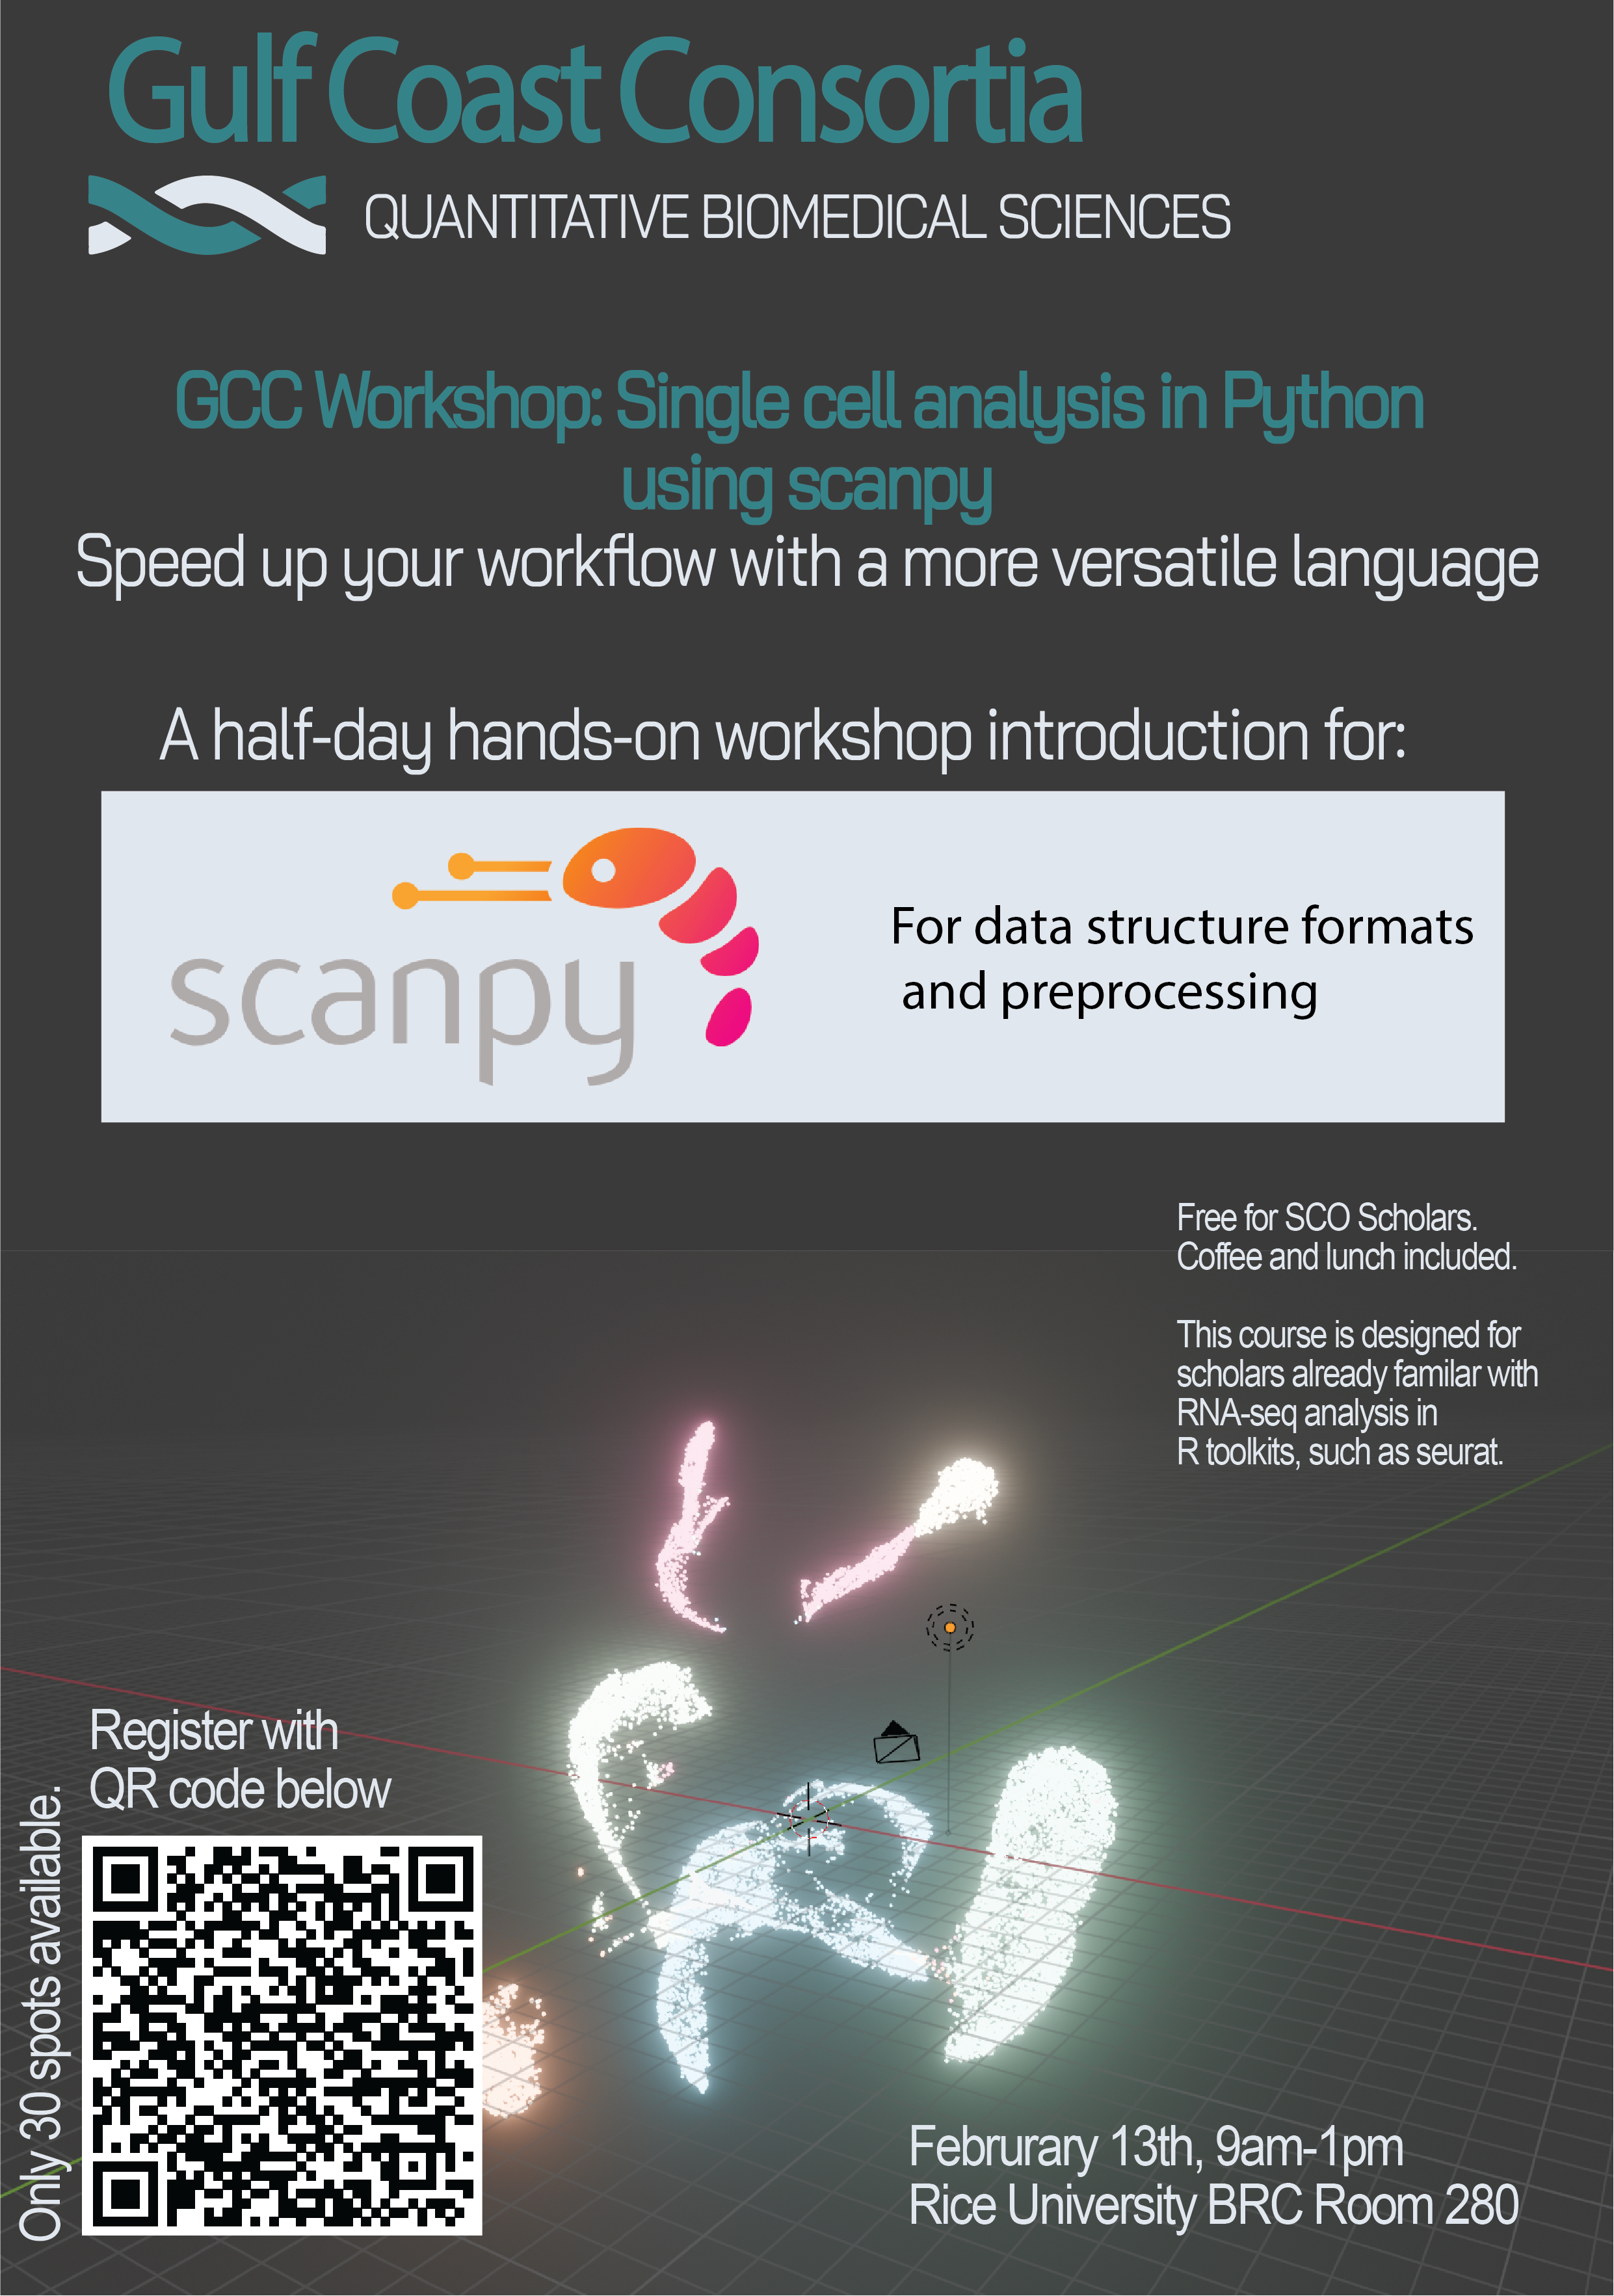 Gulf Coast Consortia
QUANTITATIVE BIOMEDICAL SCIENCES
GCC Workshop: Single cell analysis in Python
using scanpy
Speed up your workflow with a more versatile language
A half-day hands-on workshop introduction for:
scanpy
For data structure formats
and preprocessing
Free for SCO Scholars.
Coffee and lunch included.
This course is designed for
scholars already familar with
RNA-seq analysis in
R toolkits, such as seurat.
Register with
QR code below
Only 30 spots available.
Februrary 13th, 9am-1pm
Rice University BRC Room 280